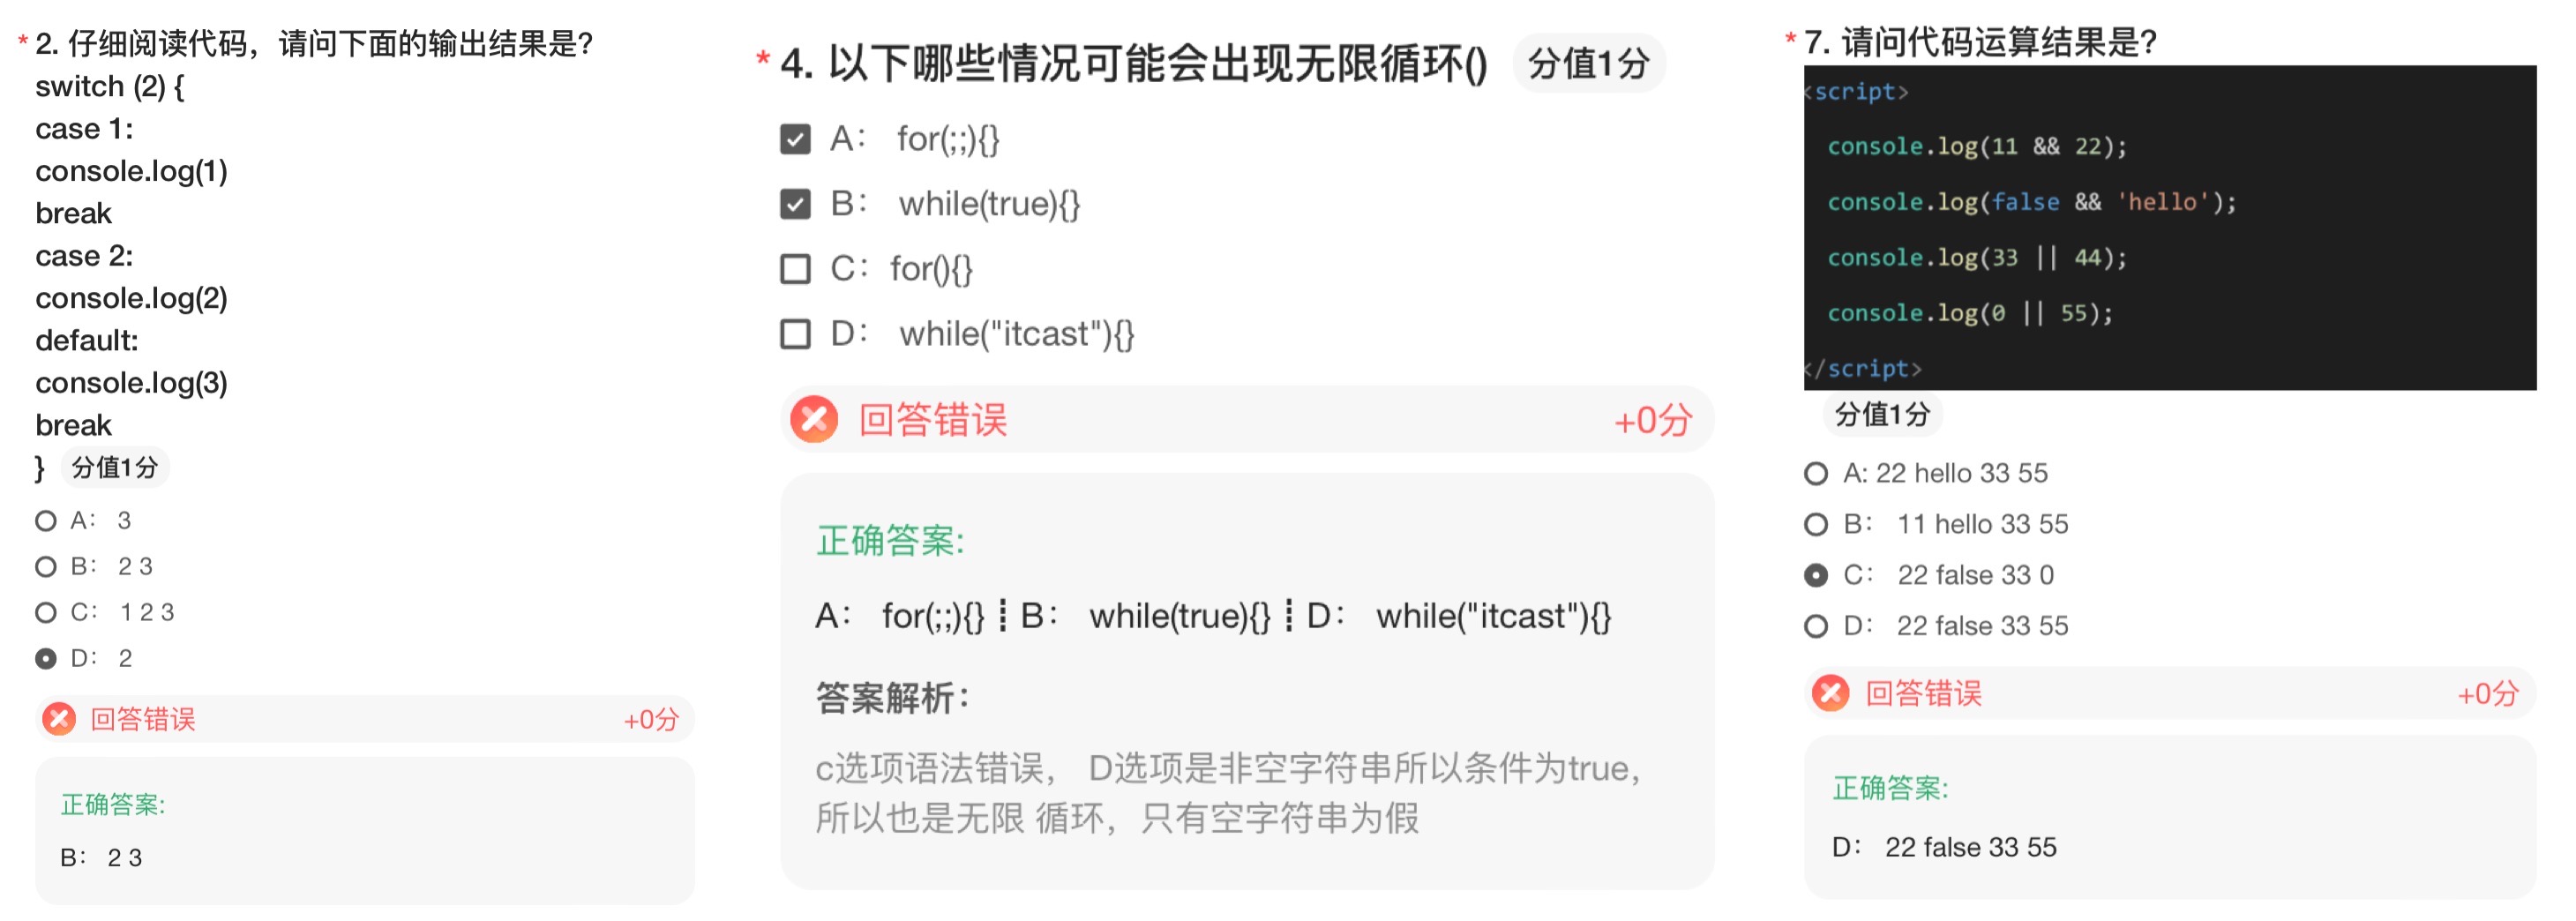 * 2. 仔细阅读代码，请问下面的输出结果是？
switch (2) {
case 1:
console.log(1)
break
case 2:
console.log(2)
default:
console.log(3)
break
} 分值1分
A： 3
B： 2 3
C： 1 2 3
D： 2
回答错误 +0分
正确答案:
B： 2 3
* 4. 以下哪些情况可能会出现无限循环() 分值1分
A： for(;;){}
B： while(true){}
C：for(){}
D： while("itcast"){}
回答错误 +0分
正确答案:
A： for(;;){} ┋ B： while(true){} ┋ D： while("itcast"){}
答案解析：
c选项语法错误， D选项是非空字符串所以条件为true，
所以也是无限 循环，只有空字符串为假
* 7. 请问代码运算结果是？
<script>
console.log(11 && 22);
console.log(false && 'hello');
console.log(33 || 44);
console.log(0 || 55);
</script>
分值1分
A: 22 hello 33 55
B： 11 hello 33 55
C： 22 false 33 0
D： 22 false 33 55
回答错误 +0分
正确答案:
D： 22 false 33 55